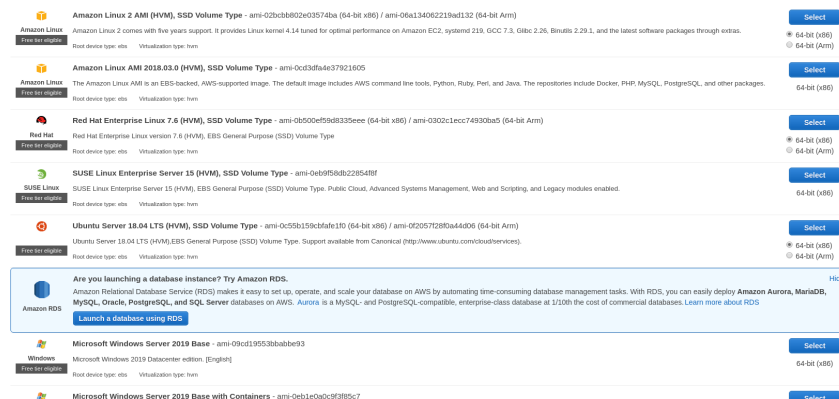 Amazon Linux 2 AMI (HVM), SSD Volume Type - ami-02bcbb802e03574ba (64-bit x86) / ami-06a134062219ad132 (64-bit Arm)
Select
Amazon Linux
Free tier eligible
Amazon Linux 2 comes with five years support. It provides Linux kernel 4.14 tuned for optimal performance on Amazon EC2, systemd 219, GCC 7.3, Glibc 2.26, Binutils 2.29.1, and the latest software packages through extras.
64-bit (x86)
64-bit (Arm)
Root device type: ebs Virtualization type: hvm
Amazon Linux AMI 2018.03.0 (HVM), SSD Volume Type - ami-0cd3dfa4e37921605
Select
Amazon Linux
Free tier eligible
The Amazon Linux AMI is an EBS-backed, AWS-supported image. The default image includes AWS command line tools, Python, Ruby, Perl, and Java. The repositories include Docker, PHP, MySQL, PostgreSQL, and other packages.
64-bit (x86)
Root device type: ebs Virtualization type: hvm
Red Hat Enterprise Linux 7.6 (HVM), SSD Volume Type - ami-0b500ef59d8335eee (64-bit x86) / ami-0302c1ecc74930ba5 (64-bit Arm)
Select
Red Hat
Free tier eligible
Red Hat Enterprise Linux version 7.6 (HVM), EBS General Purpose (SSD) Volume Type
64-bit (x86)
64-bit (Arm)
Root device type: ebs Virtualization type: hvm
SUSE Linux Enterprise Server 15 (HVM), SSD Volume Type - ami-0eb9f58db22854f8f
Select
SUSE Linux
Free tier eligible
SUSE Linux Enterprise Server 15 (HVM), EBS General Purpose (SSD) Volume Type. Public Cloud, Advanced Systems Management, Web and Scripting, and Legacy modules enabled.
64-bit (x86)
Root device type: ebs Virtualization type: hvm
Ubuntu Server 18.04 LTS (HVM), SSD Volume Type - ami-0c55b159cbfafe1f0 (64-bit x86) / ami-0f2057f28f0a44d06 (64-bit Arm)
Select
Free tier eligible
Ubuntu Server 18.04 LTS (HVM),EBS General Purpose (SSD) Volume Type. Support available from Canonical (http://www.ubuntu.com/cloud/services).
64-bit (x86)
64-bit (Arm)
Root device type: ebs Virtualization type: hvm
Are you launching a database instance? Try Amazon RDS.
Amazon RDS
Amazon Relational Database Service (RDS) makes it easy to set up, operate, and scale your database on AWS by automating time-consuming database management tasks. With RDS, you can easily deploy Amazon Aurora, MariaDB,
MySQL, Oracle, PostgreSQL, and SQL Server databases on AWS. Aurora is a MySQL- and PostgreSQL-compatible, enterprise-class database at 1/10th the cost of commercial databases. Learn more about RDS
Launch a database using RDS
Microsoft Windows Server 2019 Base - ami-09cd19553bbabbe93
Select
Windows
Free tier eligible
Microsoft Windows 2019 Datacenter edition. [English]
64-bit (x86)
Root device type: ebs Virtualization type: hvm
Microsoft Windows Server 2019 Base with Containers - ami-0eb1e0a0c9f3f85c7
Select